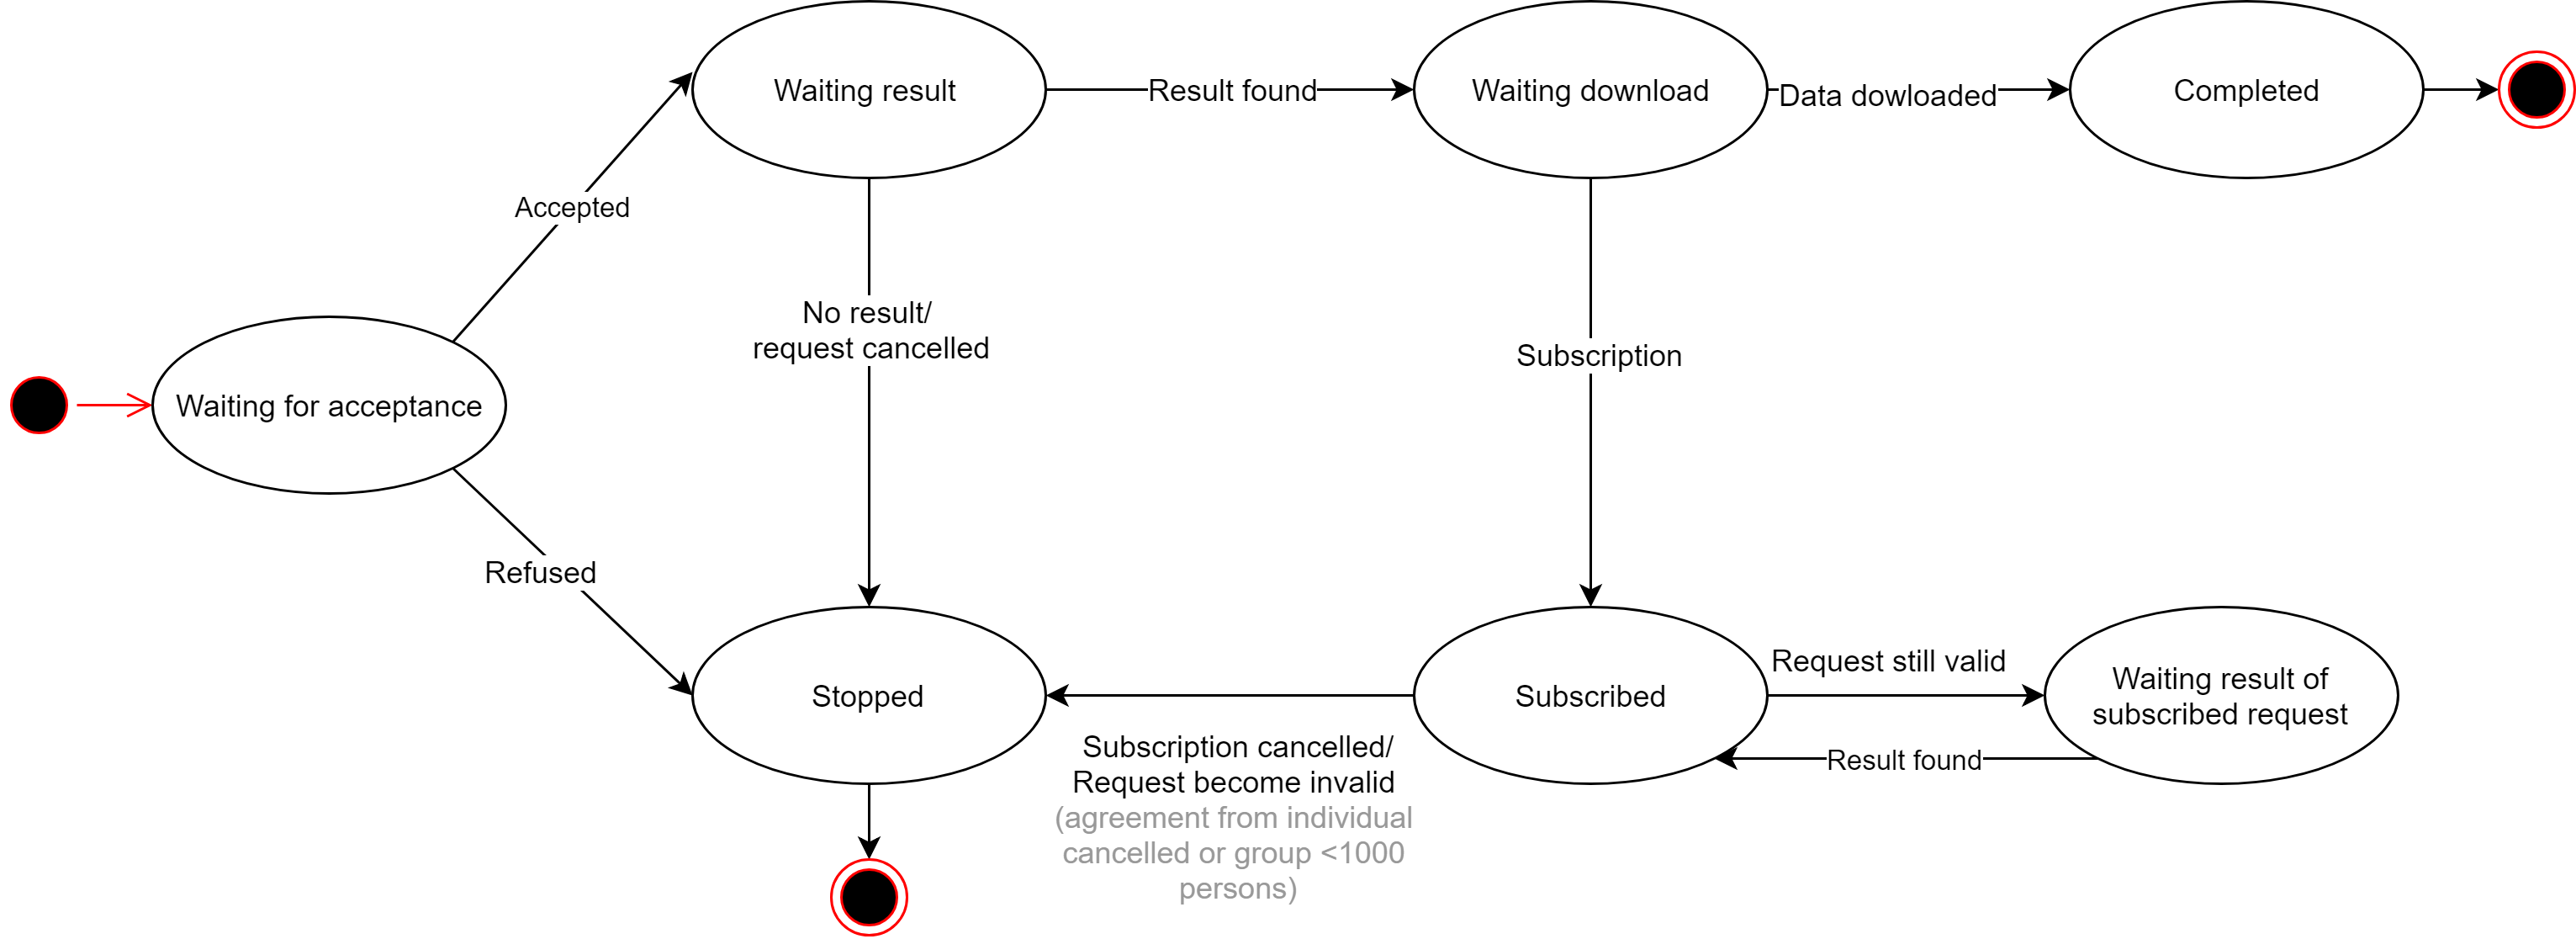 Waiting result
Result found
Waiting download
Data dowloaded
Completed
Accepted
No result/
request cancelled
Subscription
Waiting for acceptance
Refused
Stopped
Subscribed
Request still valid
Waiting result of
subscribed request
Result found
Subscription cancelled/
Request become invalid
(agreement from individual
cancelled or group <1000
persons)